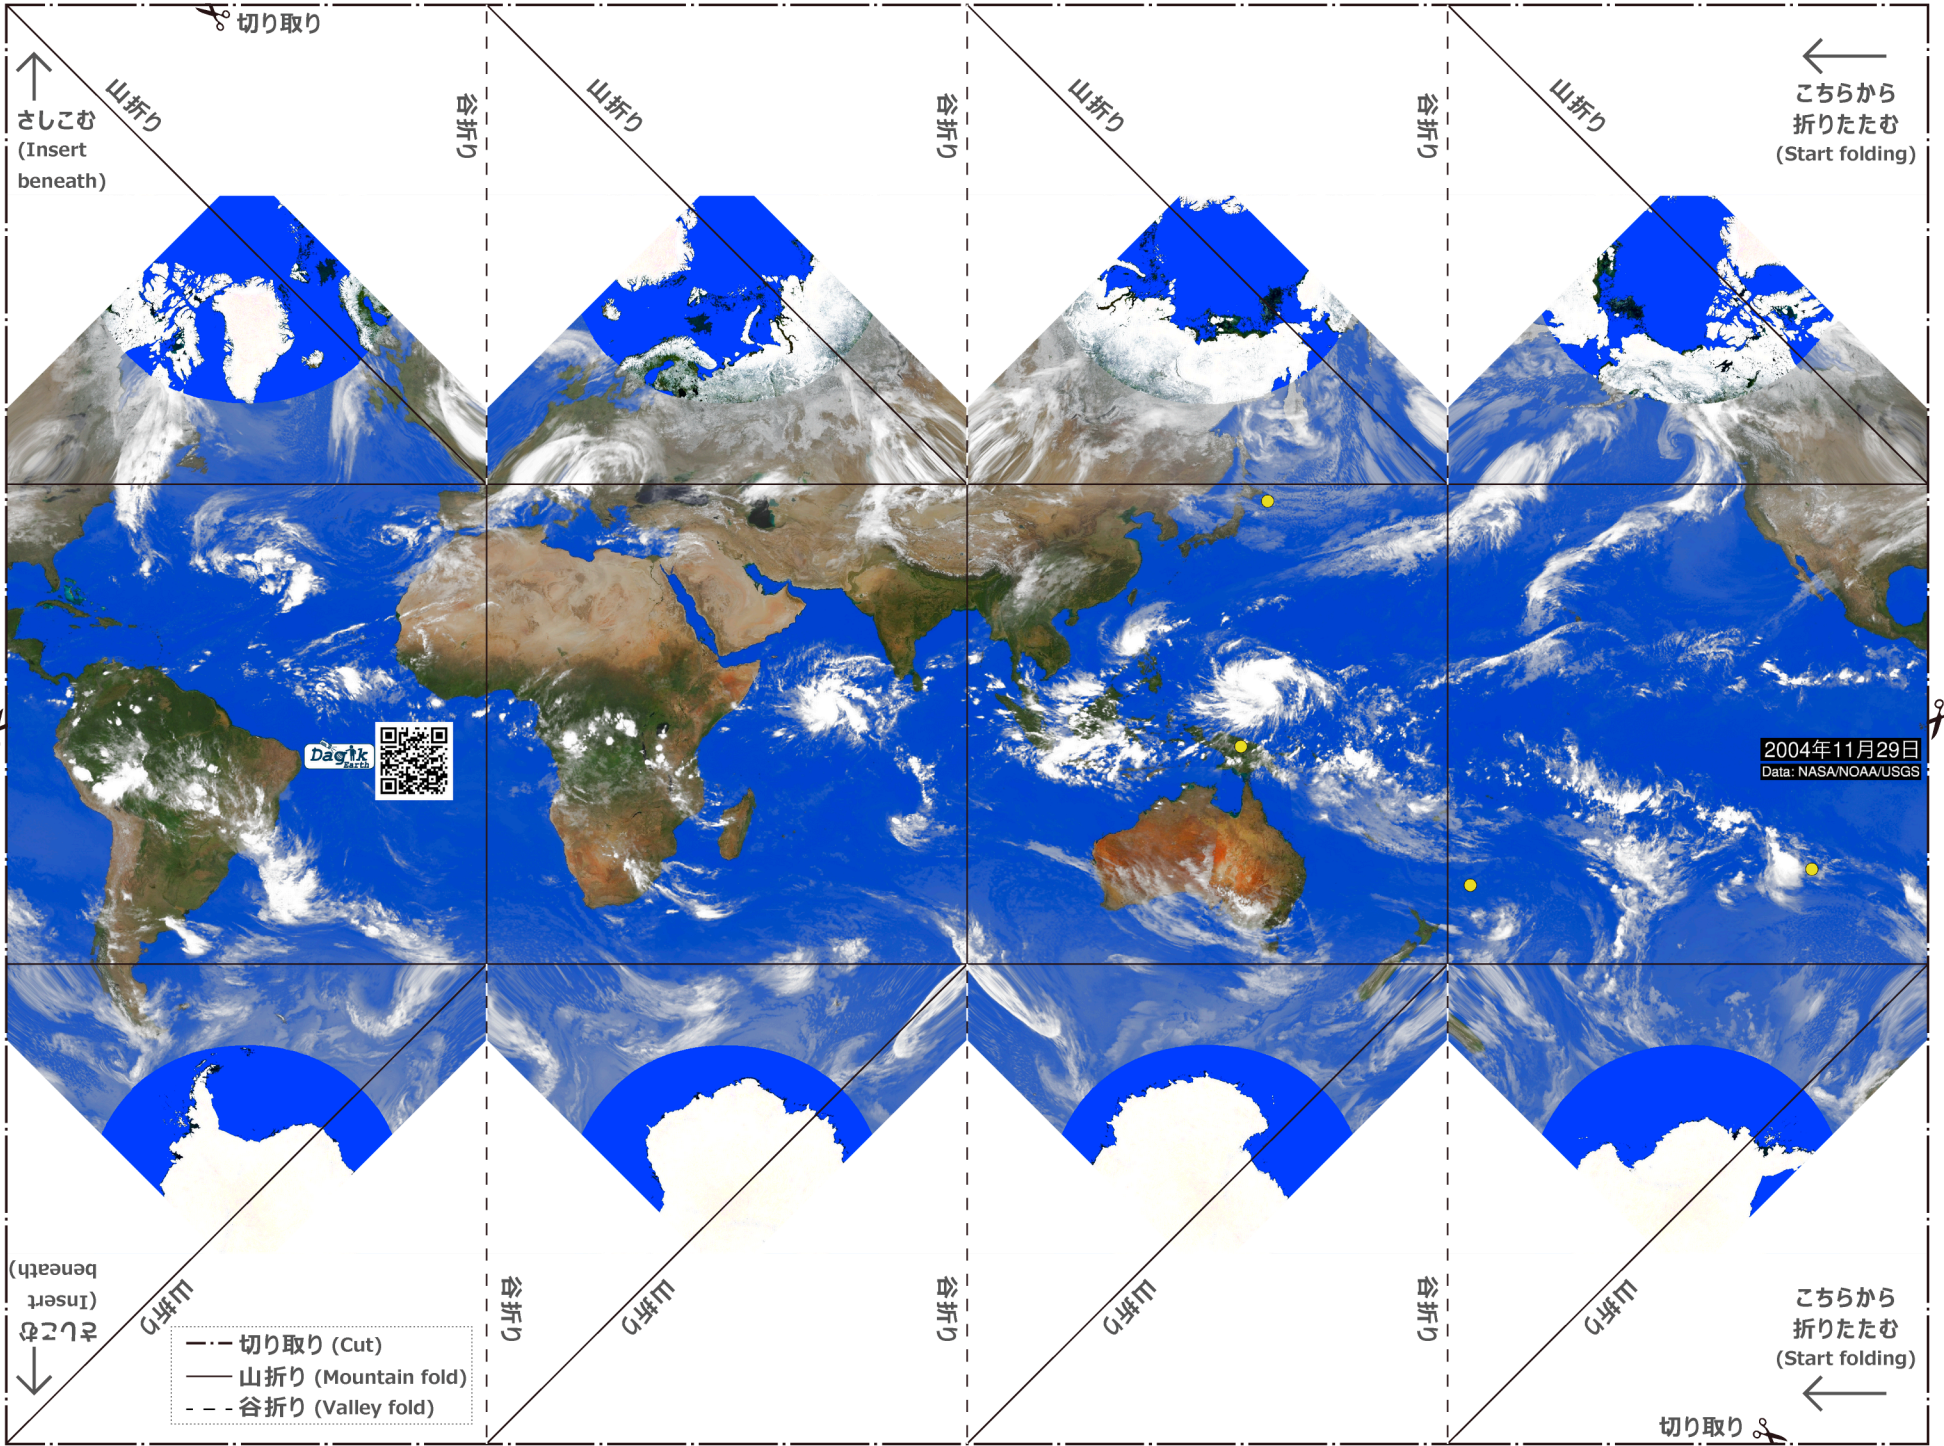 切り取り
さしこむ
(Insert
beneath)
山折り
谷折り
山折り
谷折り
山折り
谷折り
山折り
こちらから
折りたたむ
(Start folding)
Dagik
Earth
2004年11月29日
Data: NASA/NOAA/USGS
さしこむ
(Insert
beneath)
山折り
谷折り
山折り
谷折り
山折り
谷折り
山折り
こちらから
折りたたむ
(Start folding)
切り取り (Cut)
山折り (Mountain fold)
谷折り (Valley fold)
切り取り